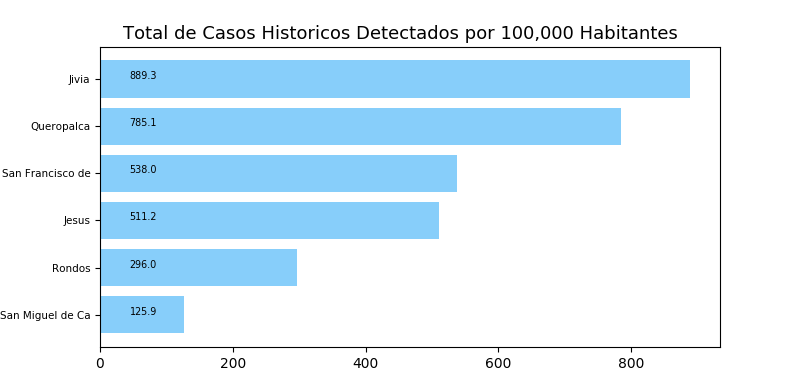 Total de Casos Historicos Detectados por 100,000 Habitantes
Jivia 889.3
Queropalca 785.1
San Francisco de 538.0
Jesus 511.2
Rondos 296.0
San Miguel de Ca 125.9
0 200 400 600 800